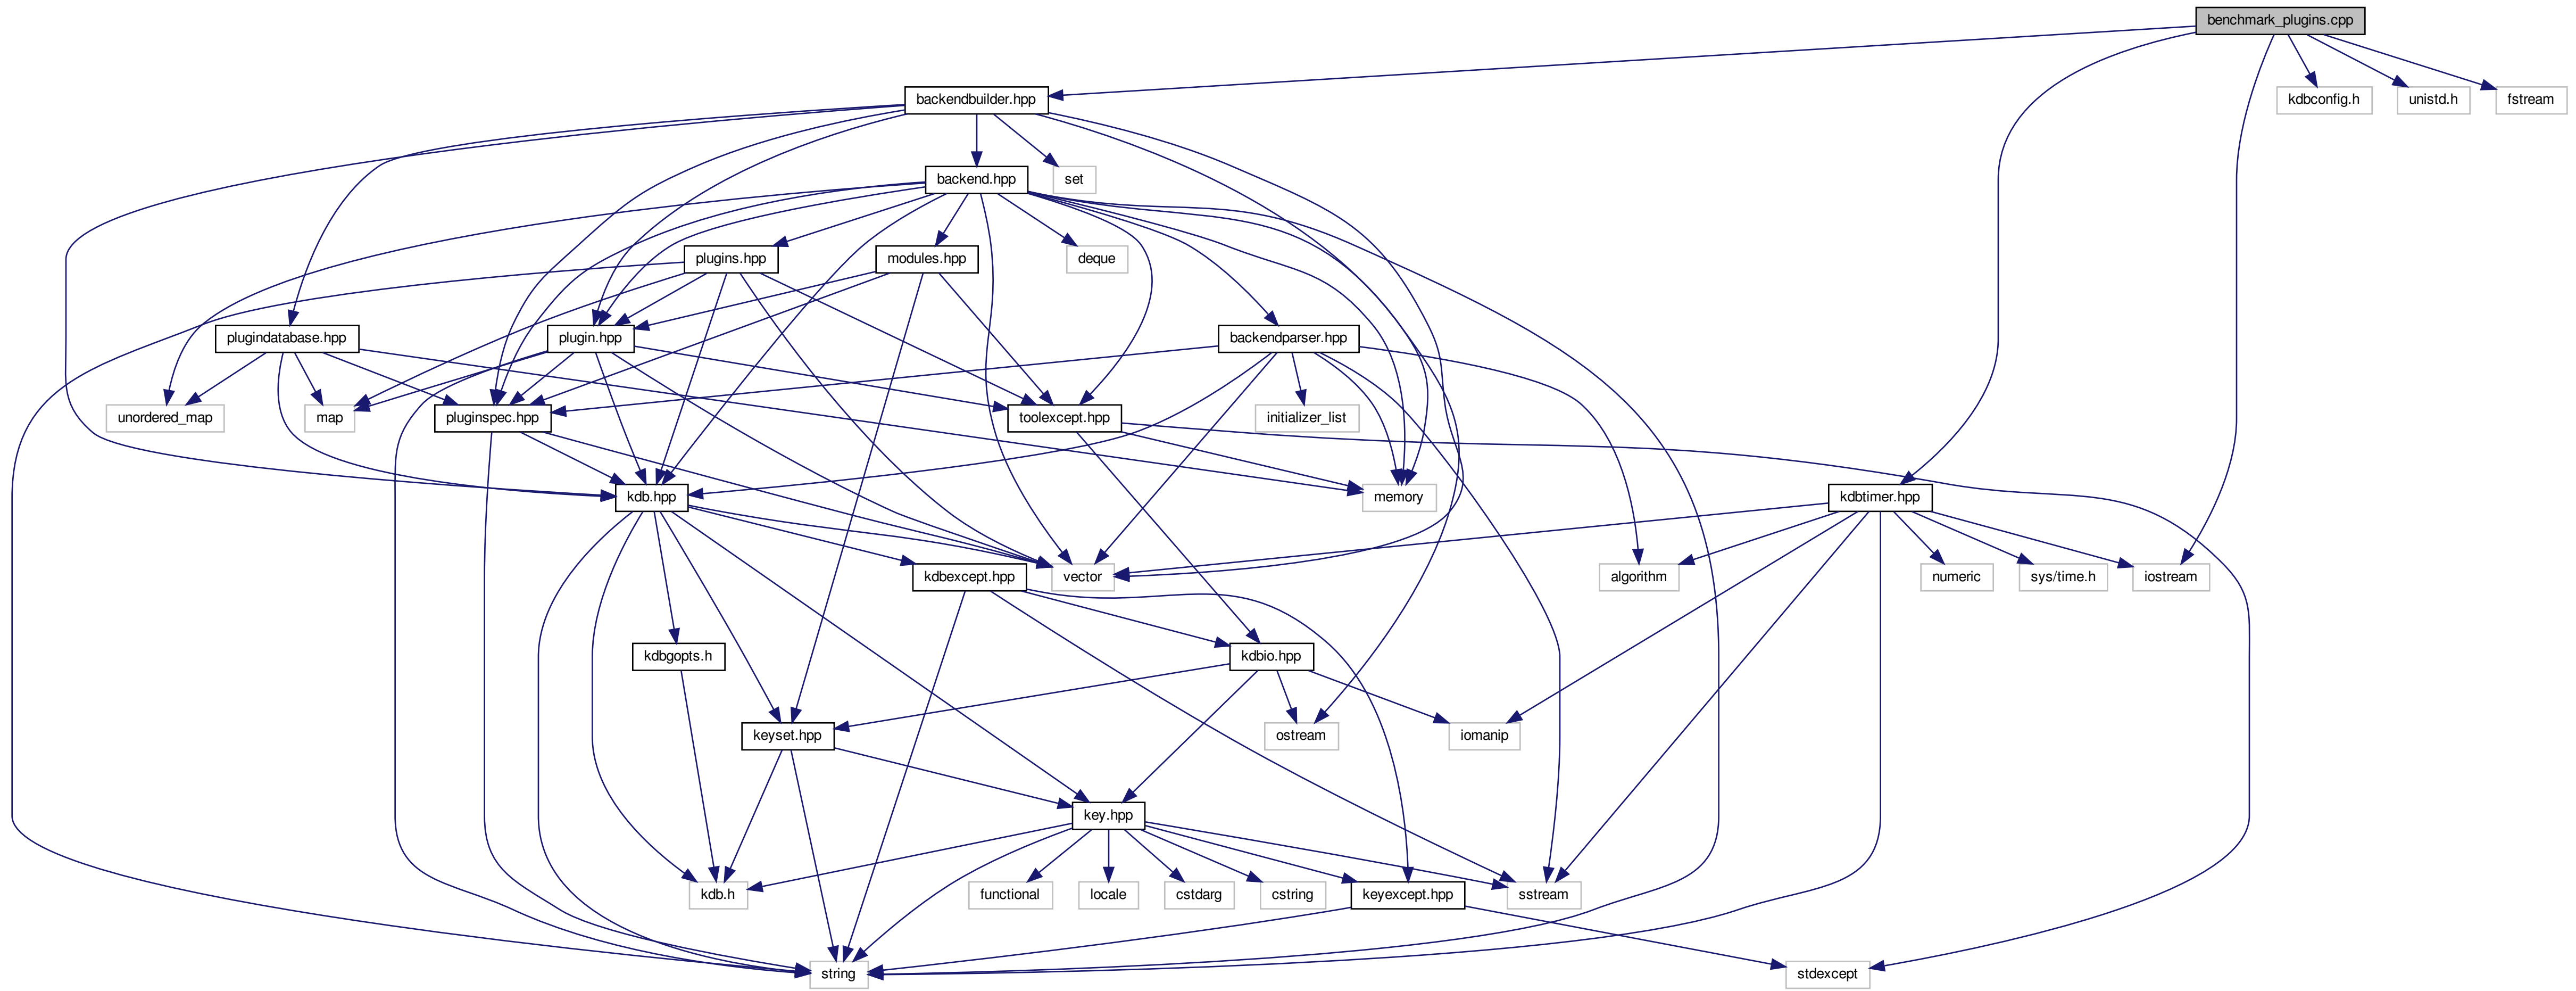 benchmark_plugins.cpp
backendbuilder.hpp
kdbconfig.h
unistd.h
fstream
backend.hpp
set
plugins.hpp
modules.hpp
deque
plugindatabase.hpp
plugin.hpp
backendparser.hpp
unordered_map
map
pluginspec.hpp
toolexcept.hpp
initializer_list
kdb.hpp
memory
kdbtimer.hpp
kdbexcept.hpp
vector
algorithm
numeric
sys/time.h
iostream
kdbgopts.h
kdbio.hpp
keyset.hpp
ostream
iomanip
key.hpp
kdb.h
functional
locale
cstdarg
cstring
keyexcept.hpp
sstream
string
stdexcept